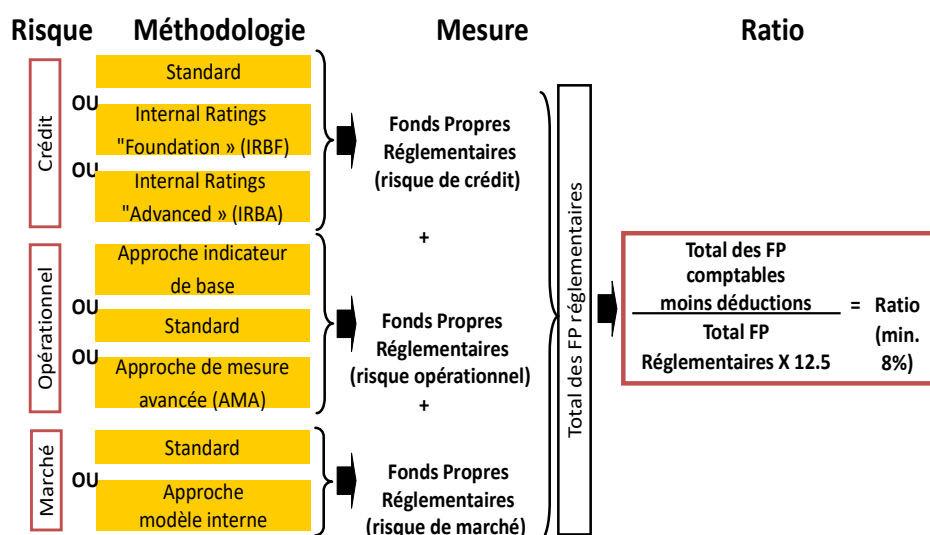 Risque Méthodologie Mesure Ratio
Crédit
Standard
OU
Internal Ratings
"Foundation » (IRBF)
OU
Internal Ratings
"Advanced » (IRBA)
Fonds Propres
Réglementaires
(risque de crédit)
+
Opérationnel
Approche indicateur
de base
OU
Standard
OU
Approche de mesure
avancée (AMA)
Fonds Propres
Réglementaires
(risque opérationnel)
+
Marché
Standard
OU
Approche
modèle interne
Fonds Propres
Réglementaires
(risque de marché)
Total des FP réglementaires
Total des FP
comptables
moins déductions
Total FP
Réglementaires X 12.5
= Ratio
(min.
8%)